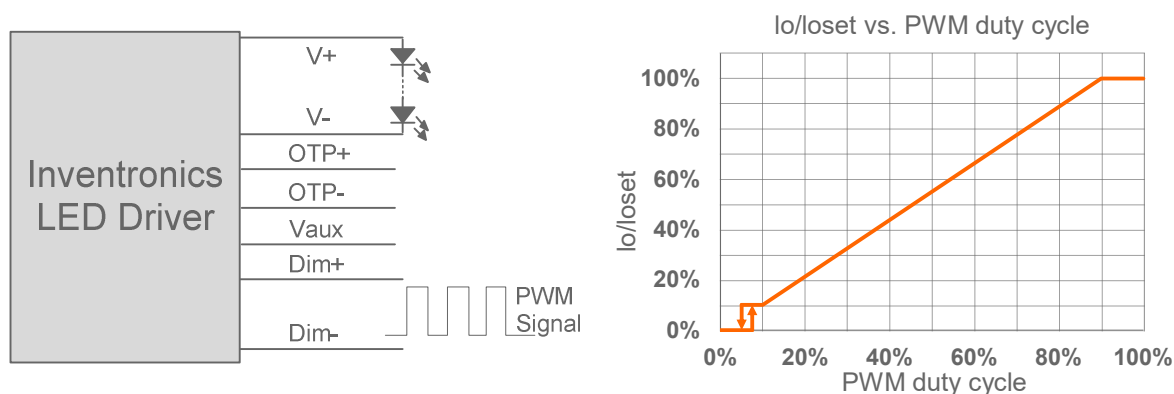 Inventronics
LED Driver
V+
V-
OTP+
OTP-
Vaux
Dim+
Dim-
PWM
Signal
Io/Ioset vs. PWM duty cycle
Io/Ioset
100%
80%
60%
40%
20%
0%
0%
20%
40%
60%
80%
100%
PWM duty cycle